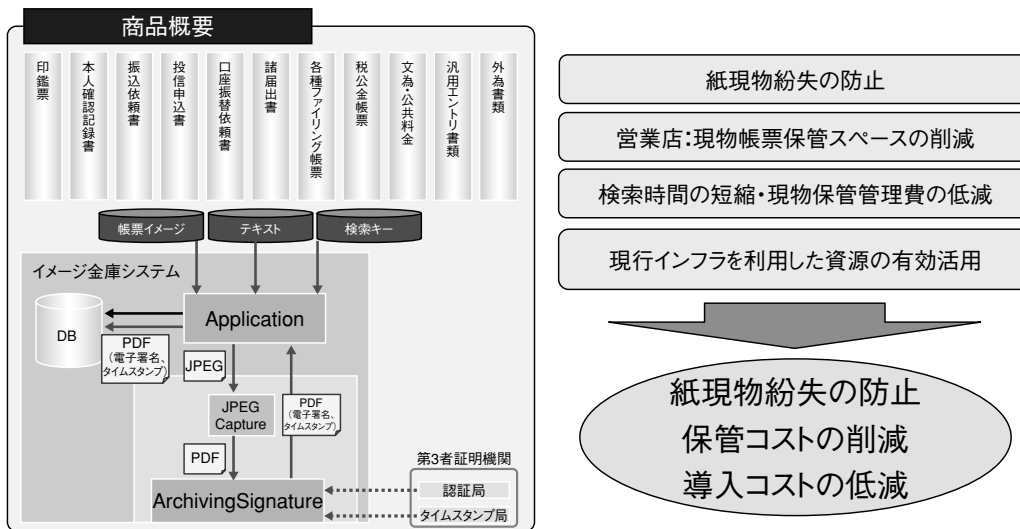 商品概要
印鑑票
本人確認記録書
振込依頼書
投信申込書
口座振替依頼書
諸届出書
各種ファイリング帳票
税公金帳票
文為・公共料金
汎用エントリ書類
外為書類
帳票イメージ
テキスト
検索キー
イメージ金庫システム
DB
Application
PDF
(電子署名、
タイムスタンプ)
JPEG
JPEG
Capture
PDF
(電子署名、
タイムスタンプ)
PDF
ArchivingSignature
第3者証明機関
認証局
タイムスタンプ局
紙現物紛失の防止
営業店:現物帳票保管スペースの削減
検索時間の短縮・現物保管管理費の低減
現行インフラを利用した資源の有効活用
紙現物紛失の防止
保管コストの削減
導入コストの低減